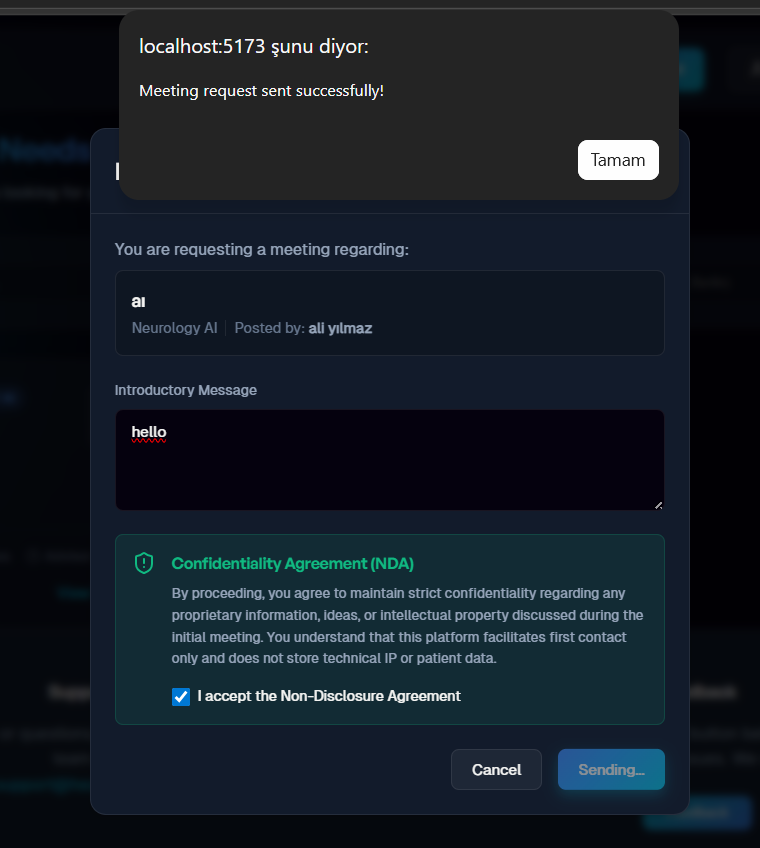 localhost:5173 şunu diyor:
Meeting request sent successfully!
Tamam
Needs
You are requesting a meeting regarding:
aı
Neurology AI
Posted by: ali yılmaz
Introductory Message
hello
Confidentiality Agreement (NDA)
By proceeding, you agree to maintain strict confidentiality regarding any
proprietary information, ideas, or intellectual property discussed during the
initial meeting. You understand that this platform facilitates first contact
only and does not store technical IP or patient data.
I accept the Non-Disclosure Agreement
Cancel
Sending...